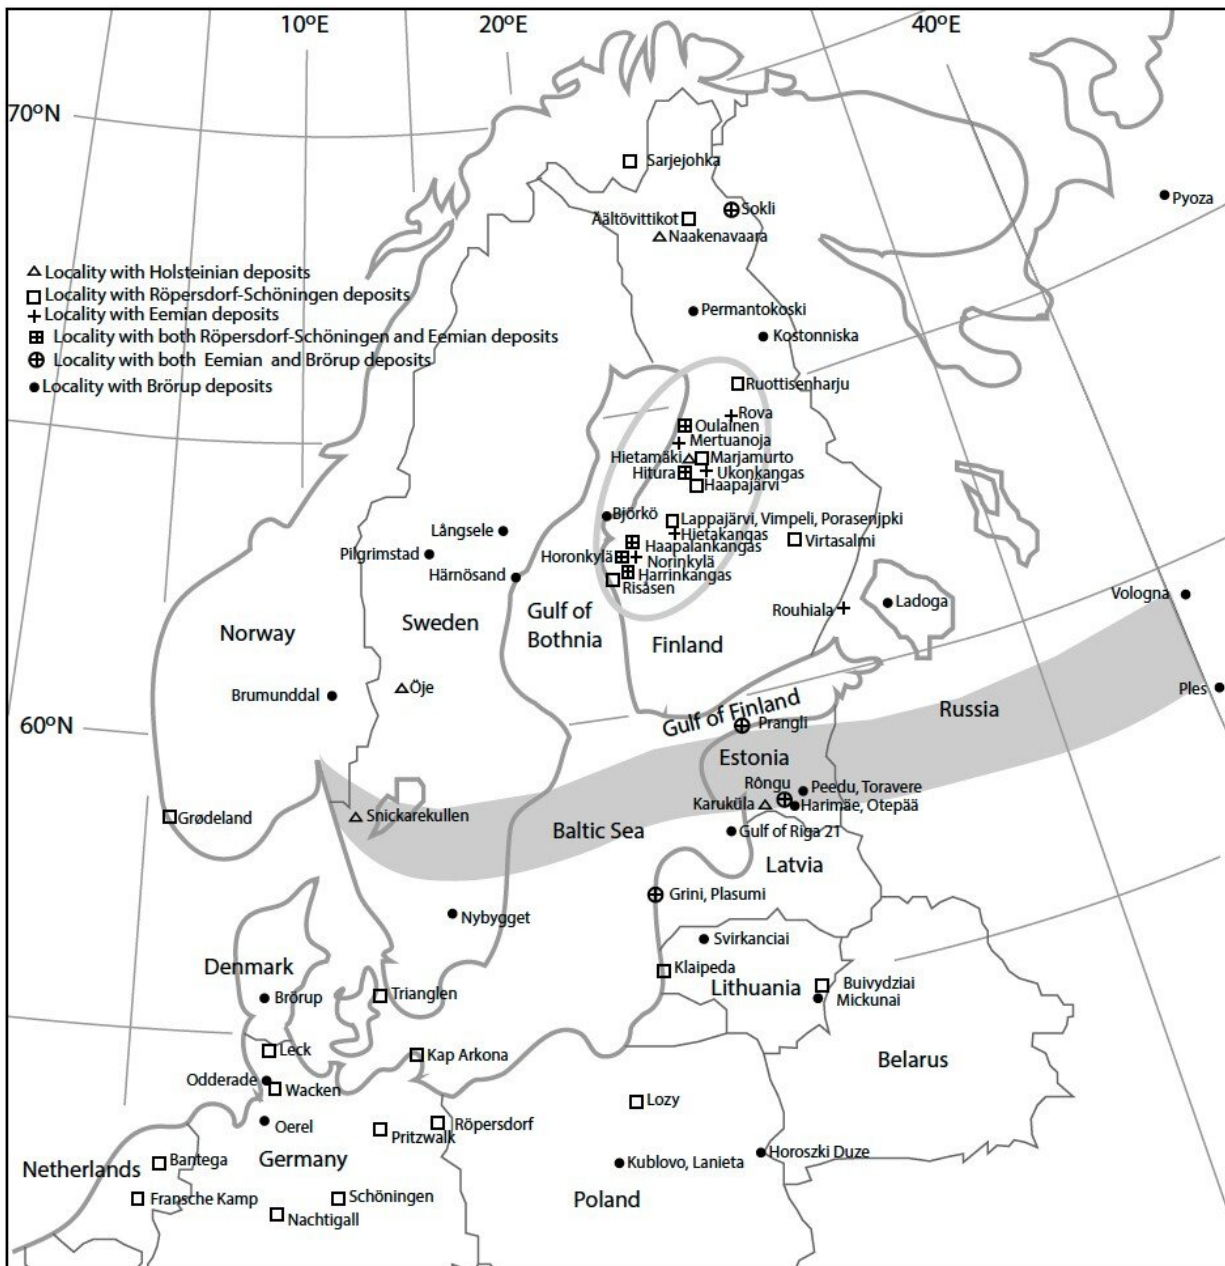 10ºE
20ºE
40ºE
70ºN
Sarjejohka
Pyoza
Sokli
Äältövittikot
Naakenavaara
Locality with Holsteinian deposits
Locality with Röpersdorf-Schöningen deposits
Locality with Eemian deposits
Locality with both Röpersdorf-Schöningen and Eemian deposits
Locality with both Eemian and Brörup deposits
Locality with Brörup deposits
Permantokoski
Kostonniska
Ruottisenharju
Rova
Oulainen
Mertuanoja
Hietamäki
Marjamurto
Hitura
Ukonkangas
Haapajärvi
Björkö
Lappajärvi, Vimpeli, Porasenjpki
Långsele
Hietakangas
Virtasalmi
Haapalankangas
Pilgrimstad
Horonkylä
Norinkylä
Härnösand
Harrinkangas
Risåsen
Vologna
Ladoga
Rouhiala
Gulf of
Bothnia
Norway
Sweden
Finland
Öje
Brumunddal
Ples
Russia
Gulf of Finland
60ºN
Prangli
Estonia
Rôngu
Peedu, Toravere
Karuküla
Harimäe, Otepää
Grødeland
Snickarekullen
Baltic Sea
Gulf of Riga 21
Latvia
Grini, Plasumi
Nybygget
Svirkanciai
Denmark
Klaipeda
Lithuania
Buivydziai
Mickunai
Brörup
Trianglen
Leck
Kap Arkona
Belarus
Odderade
Wacken
Lozy
Oerel
Röpersdorf
Pritzwalk
Netherlands
Bantega
Germany
Horoszki Duze
Kublovo, Lanieta
Fransche Kamp
Schöningen
Poland
Nachtigall